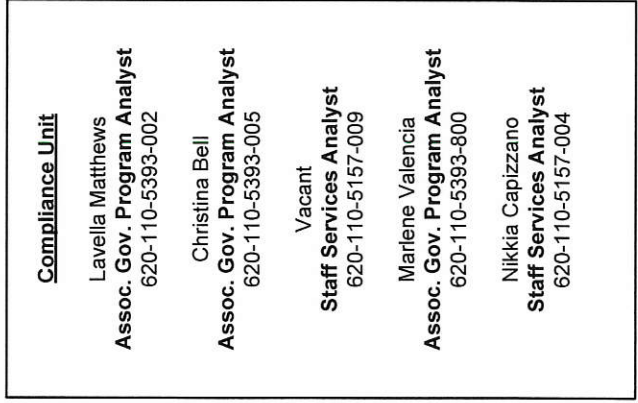 Compliance Unit
Lavella Matthews
Assoc. Gov. Program Analyst
620-110-5393-002
Christina Bell
Assoc. Gov. Program Analyst
620-110-5393-005
Vacant
Staff Services Analyst
620-110-5157-009
Marlene Valencia
Assoc. Gov. Program Analyst
620-110-5393-800
Nikkia Capizzano
Staff Services Analyst
620-110-5157-004